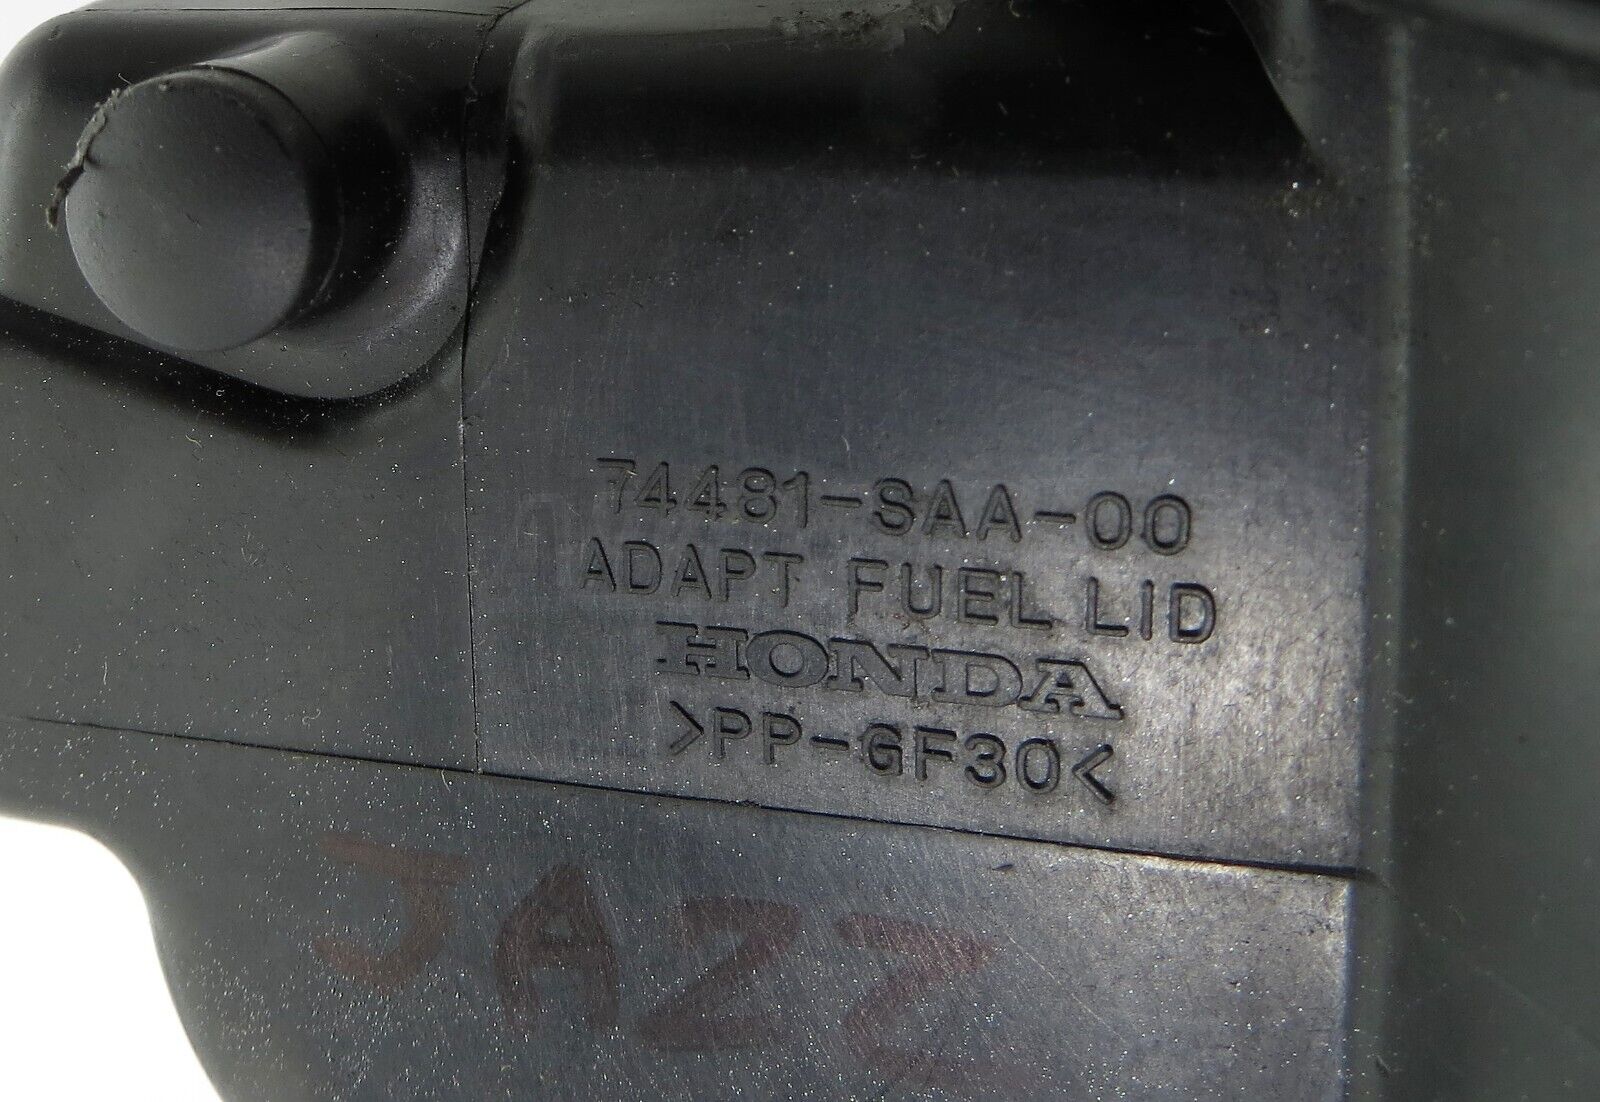 74481-SAA-00
ADAPT FUEL LID
HONDA
>PP-GF30<
JAZZ